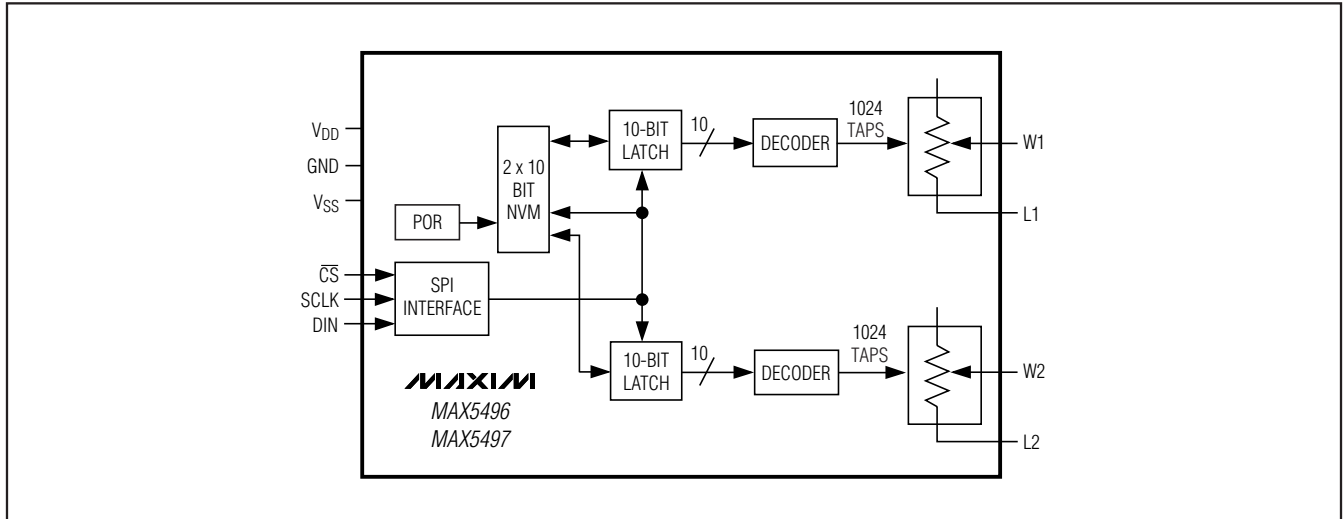 V_DD
GND
V_SS
C̅S̅
SCLK
DIN
POR
SPI
INTERFACE
2 x 10
BIT
NVM
10-BIT
LATCH
10
DECODER
1024
TAPS
W1
L1
10-BIT
LATCH
10
DECODER
1024
TAPS
W2
L2
MAXIM
MAX5496
MAX5497